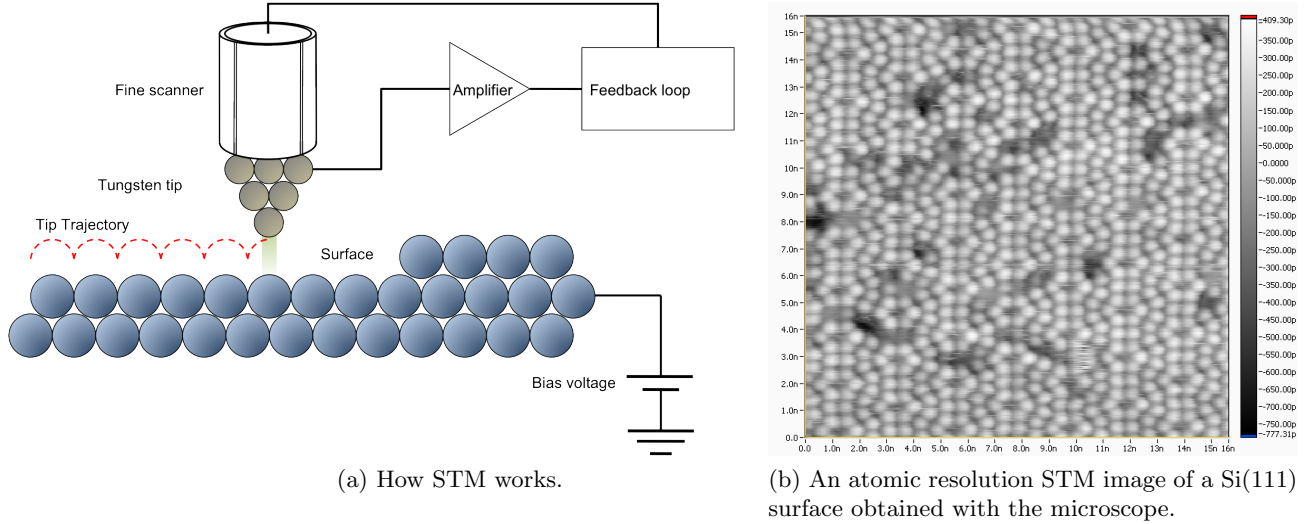 Fine scanner
Amplifier
Feedback loop
Tungsten tip
Tip Trajectory
Surface
Bias voltage
(a) How STM works.
16n
15n
14n
13n
12n
11n
10n
9.0n
8.0n
7.0n
6.0n
5.0n
4.0n
3.0n
2.0n
1.0n
0.0
0.0 1.0n 2.0n 3.0n 4.0n 5.0n 6.0n 7.0n 8.0n 9.0n 10n 11n 12n 13n 14n 15n 16n
409.30p
350.00p
300.00p
250.00p
200.00p
150.00p
100.00p
50.000p
0.0000
-50.000p
-100.00p
-150.00p
-200.00p
-250.00p
-300.00p
-350.00p
-400.00p
-450.00p
-500.00p
-550.00p
-600.00p
-650.00p
-700.00p
-750.00p
-777.31p
(b) An atomic resolution STM image of a Si(111)
surface obtained with the microscope.